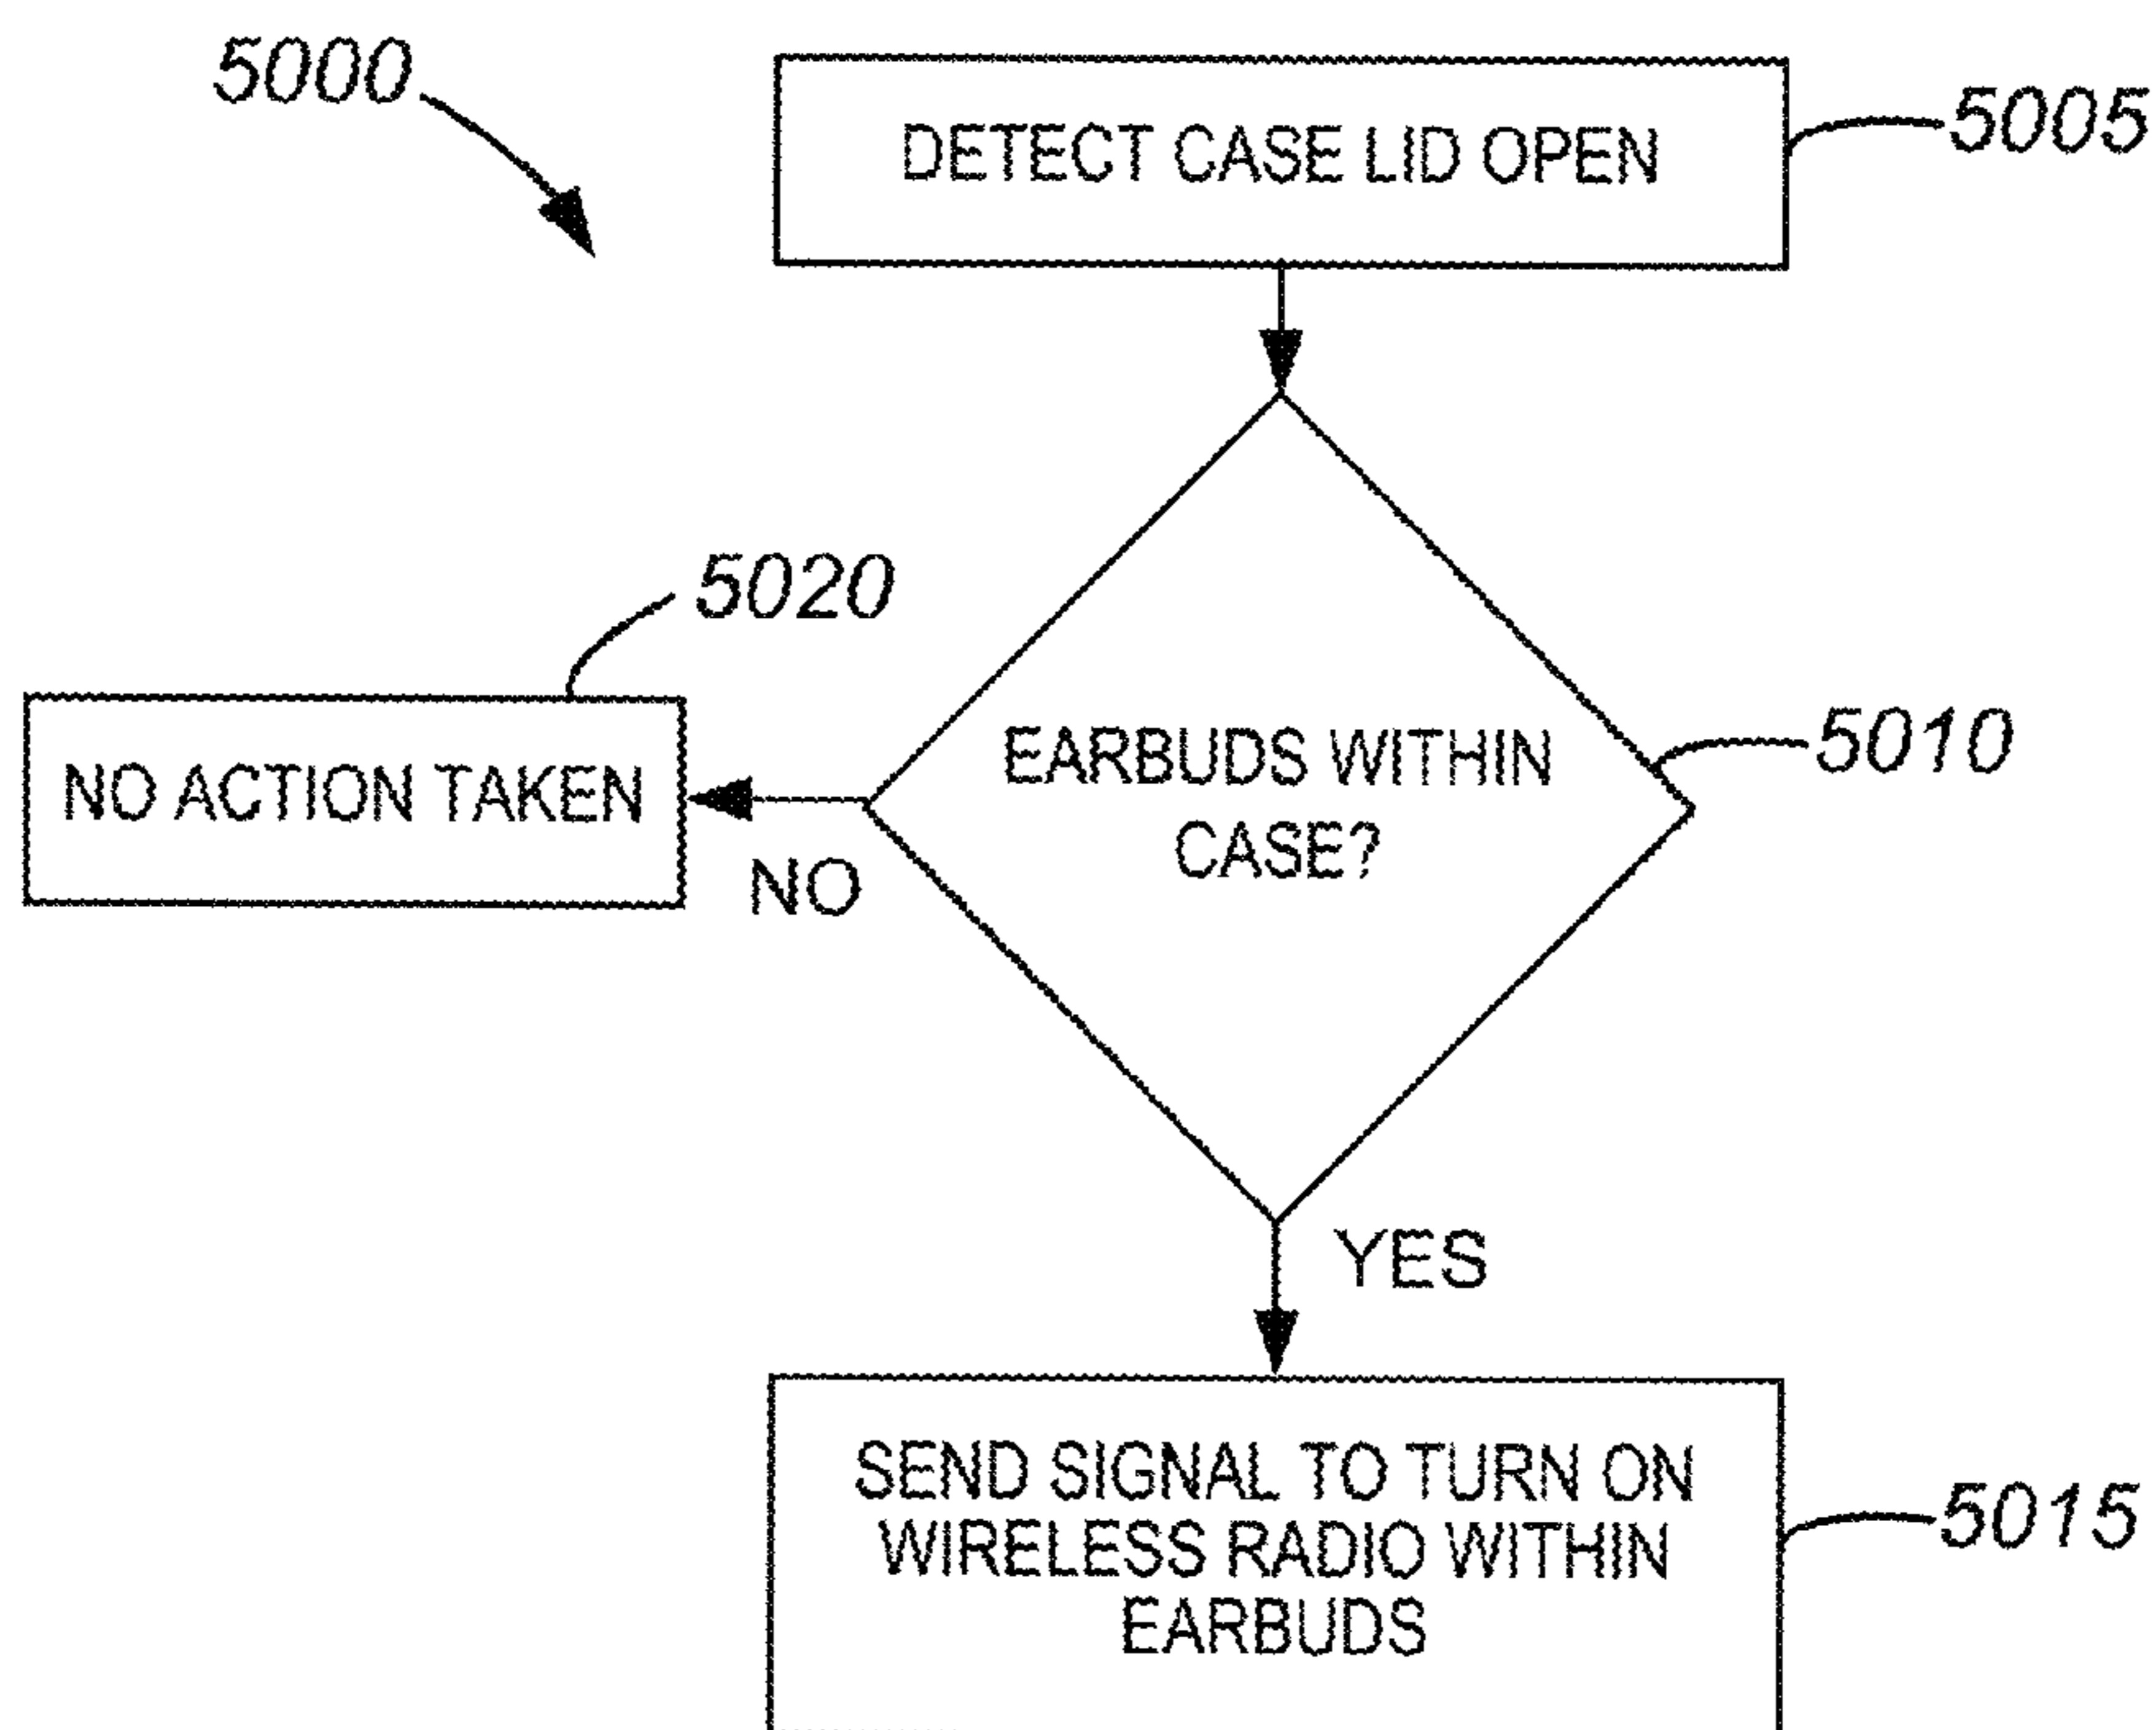 5000
DETECT CASE LID OPEN
5005
5020
NO ACTION TAKEN
NO
EARBUDS WITHIN
CASE?
5010
YES
SEND SIGNAL TO TURN ON
WIRELESS RADIO WITHIN
EARBUDS
5015